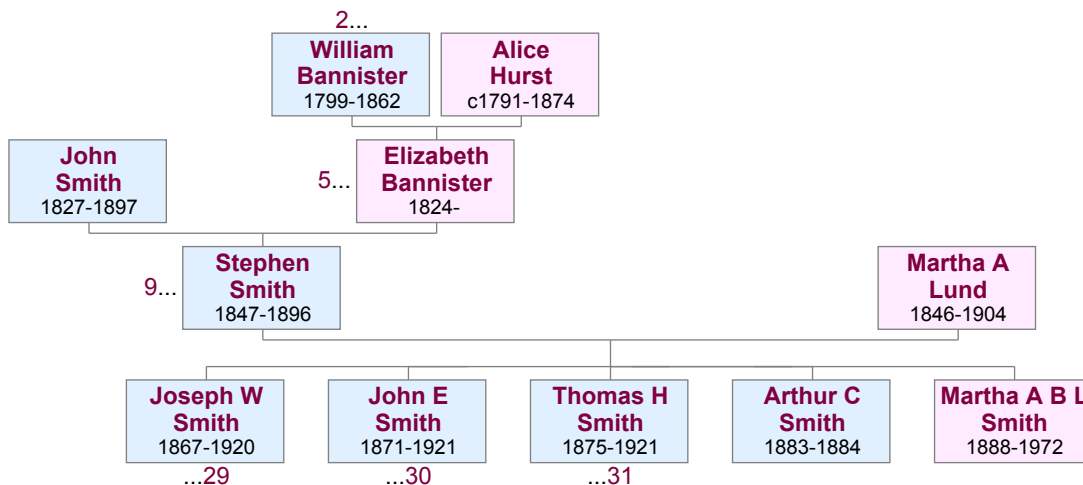 2...
William
Bannister
1799-1862
Alice
Hurst
c1791-1874
John
Smith
1827-1897
5...
Elizabeth
Bannister
1824-
9...
Stephen
Smith
1847-1896
Martha A
Lund
1846-1904
Joseph W
Smith
1867-1920
...29
John E
Smith
1871-1921
...30
Thomas H
Smith
1875-1921
...31
Arthur C
Smith
1883-1884
Martha A B L
Smith
1888-1972